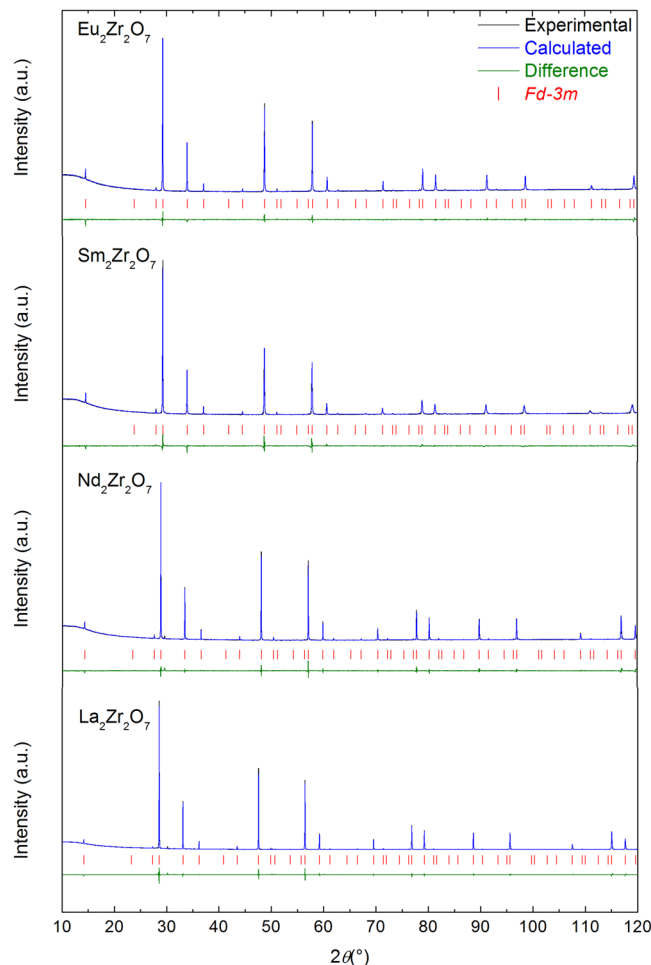 Eu₂Zr₂O₇
Experimental
Calculated
Difference
Fd-3m
Intensity (a.u.)
Sm₂Zr₂O₇
Intensity (a.u.)
Nd₂Zr₂O₇
Intensity (a.u.)
La₂Zr₂O₇
Intensity (a.u.)
10 20 30 40 50 60 70 80 90 100 110 120
2θ(°)